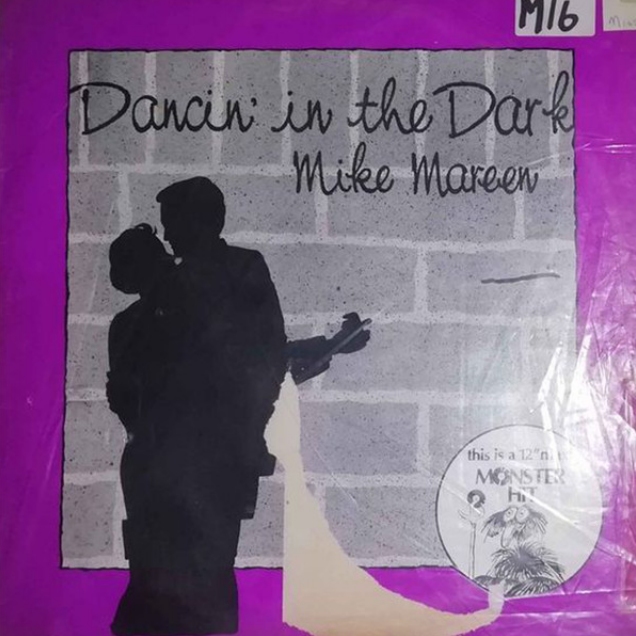 M16
Dancin' in the Dark
Mike Mareen
this is a 12"
MONSTER
HIT